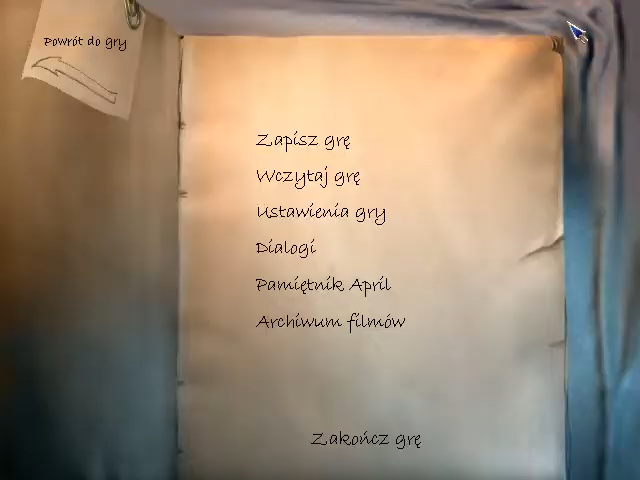 Powrót do gry
Zapisz grę
Wczytaj grę
Ustawienia gry
Dialogi
Pamiętnik April
Archiwum filmów
Zakończ grę